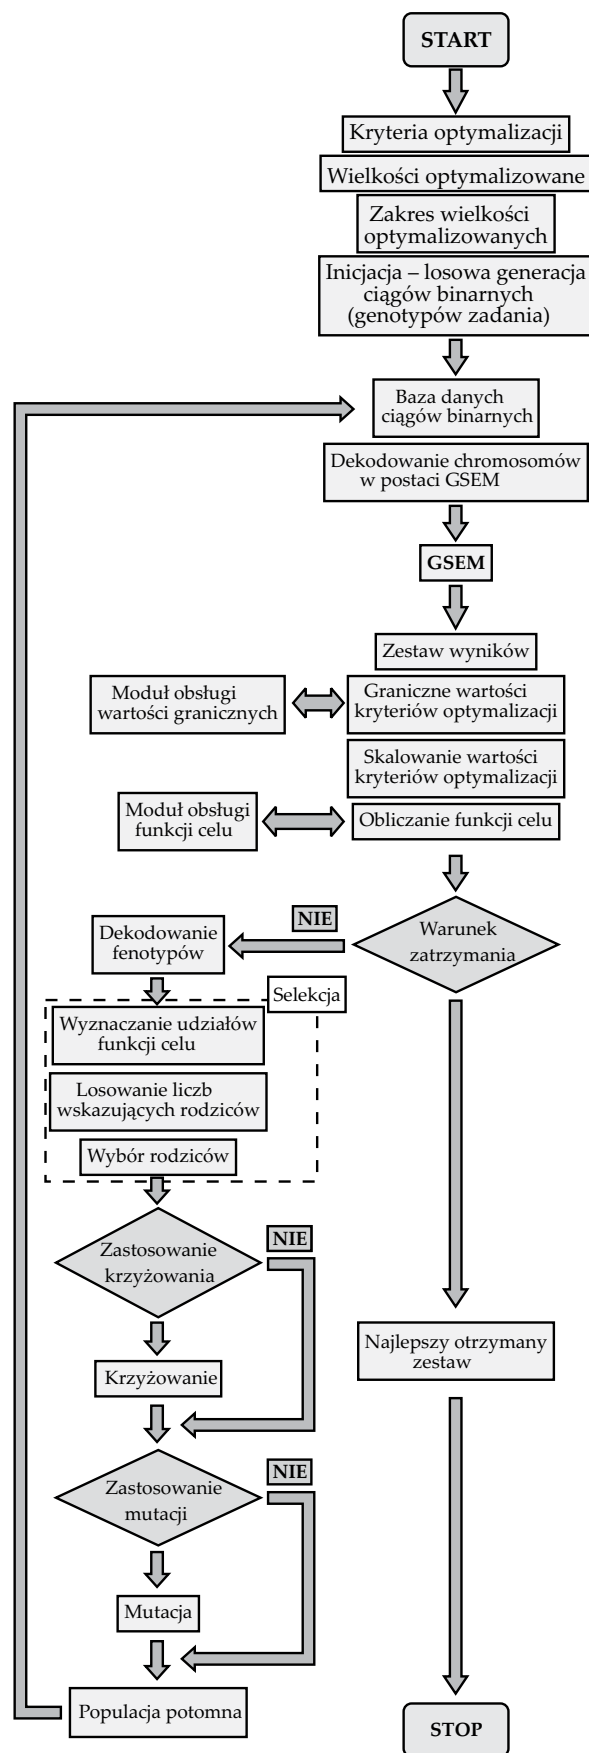 START
Kryteria optymalizacji
Wielkości optymalizowane
Zakres wielkości
optymalizowanych
Inicjacja – losowa generacja
ciągów binarnych
(genotypów zadania)
Baza danych
ciągów binarnych
Dekodowanie chromosomów
w postaci GSEM
GSEM
Zestaw wyników
Moduł obsługi
wartości granicznych
Graniczne wartości
kryteriów optymalizacji
Skalowanie wartości
kryteriów optymalizacji
Moduł obsługi
funkcji celu
Obliczanie funkcji celu
Warunek
zatrzymania
NIE
Dekodowanie
fenotypów
Selekcja
Wyznaczanie udziałów
funkcji celu
Losowanie liczb
wskazujących rodziców
Wybór rodziców
Zastosowanie
krzyżowania
NIE
Krzyżowanie
Najlepszy otrzymany
zestaw
Zastosowanie
mutacji
NIE
Mutacja
Populacja potomna
STOP